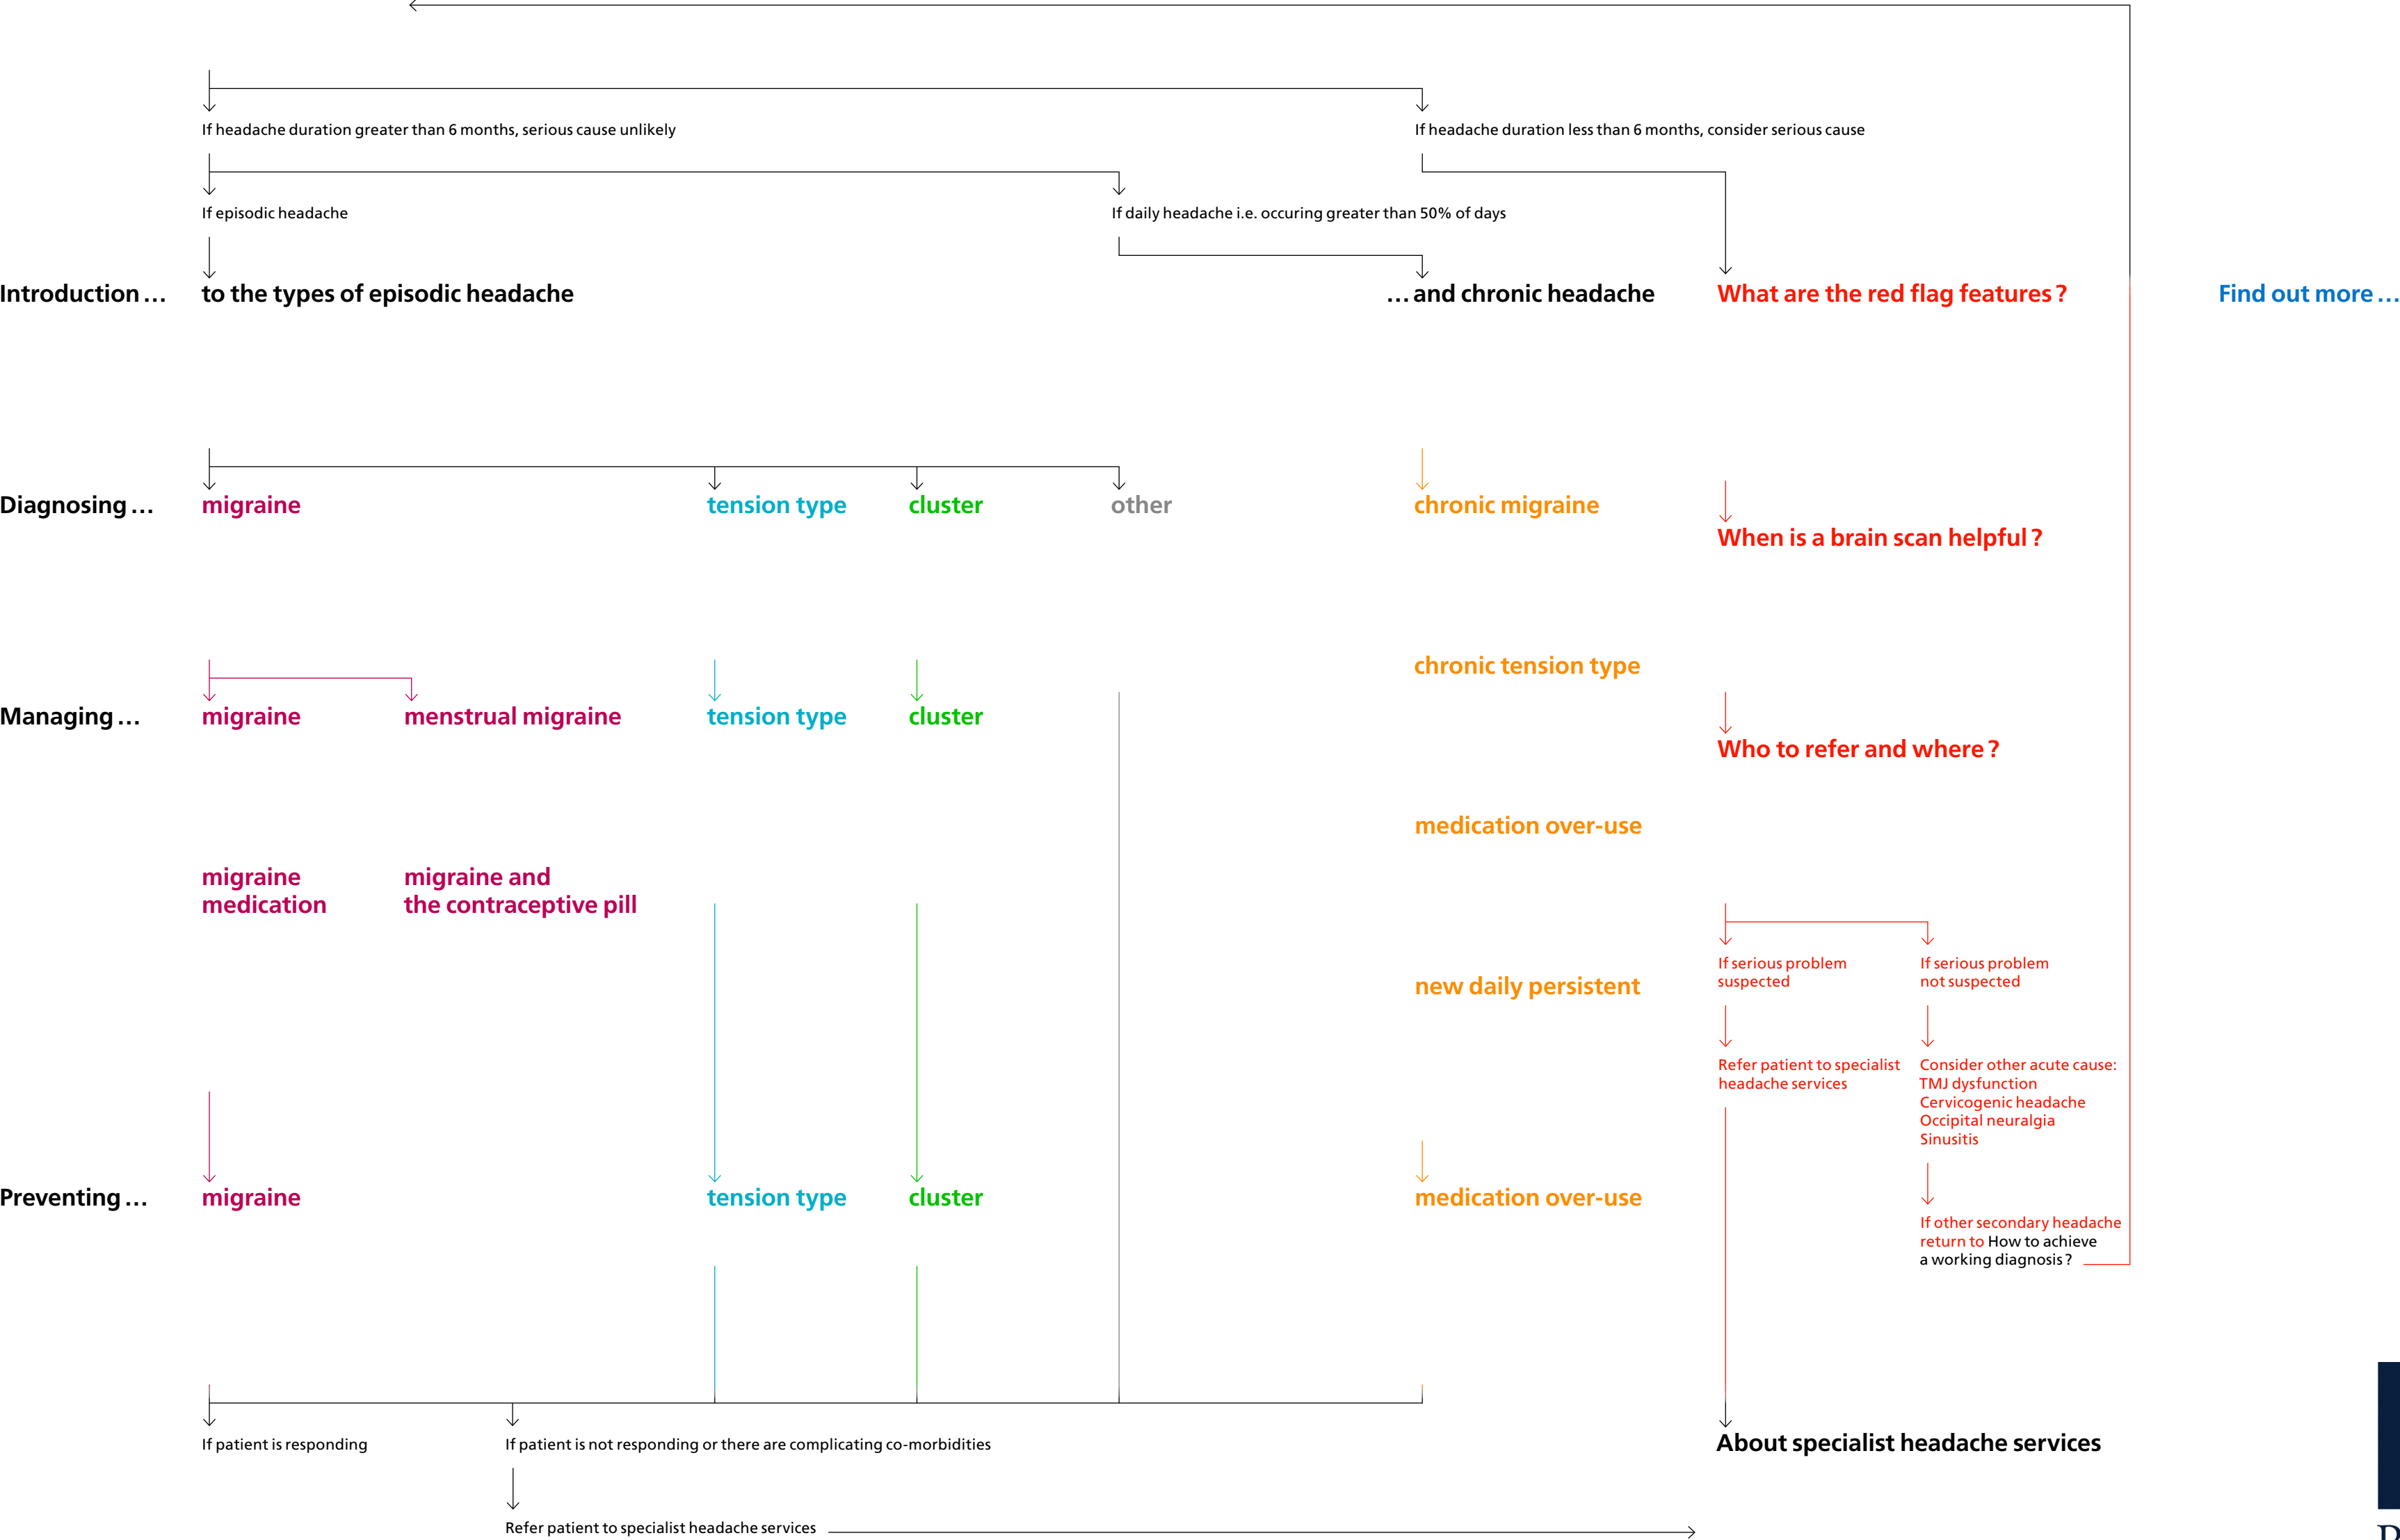 If headache duration greater than 6 months, serious cause unlikely
If headache duration less than 6 months, consider serious cause
If episodic headache
If daily headache i.e. occuring greater than 50% of days
Introduction …
to the types of episodic headache
… and chronic headache
What are the red flag features ?
Find out more …
Diagnosing …
migraine
tension type
cluster
other
chronic migraine
When is a brain scan helpful ?
chronic tension type
Managing …
migraine
menstrual migraine
tension type
cluster
Who to refer and where ?
medication over-use
migraine
medication
migraine and
the contraceptive pill
If serious problem
suspected
If serious problem
not suspected
new daily persistent
Refer patient to specialist
headache services
Consider other acute cause:
TMJ dysfunction
Cervicogenic headache
Occipital neuralgia
Sinusitis
Preventing …
migraine
tension type
cluster
medication over-use
If other secondary headache
return to How to achieve
a working diagnosis ?
If patient is responding
If patient is not responding or there are complicating co-morbidities
About specialist headache services
Refer patient to specialist headache services